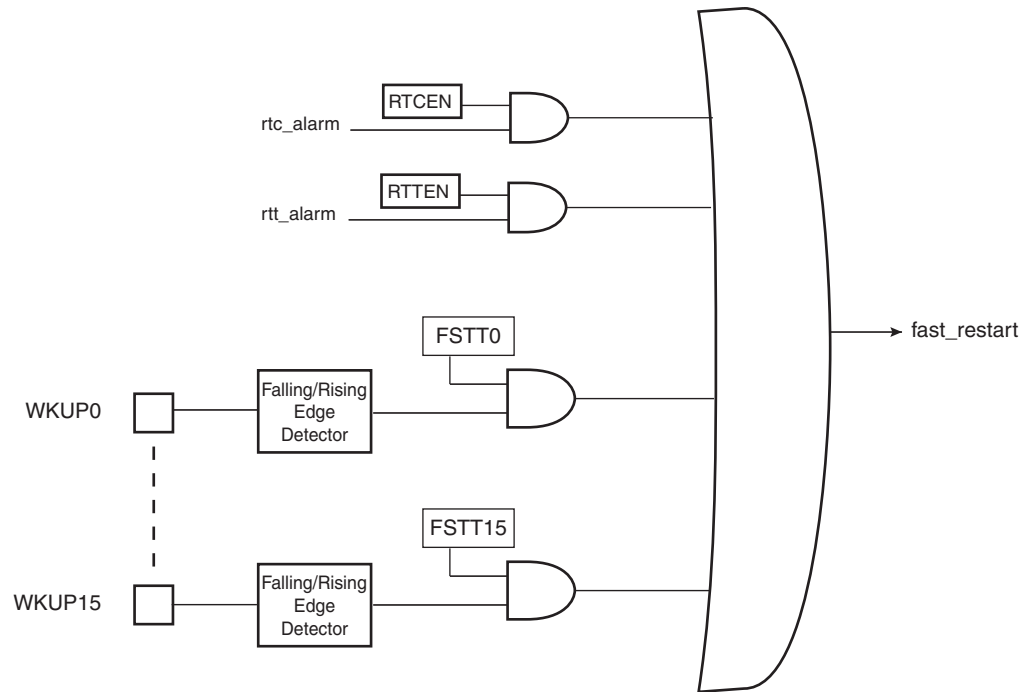 RTCEN
rtc_alarm
RTTEN
rtt_alarm
fast_restart
FSTT0
WKUP0
Falling/Rising
Edge
Detector
FSTT15
WKUP15
Falling/Rising
Edge
Detector